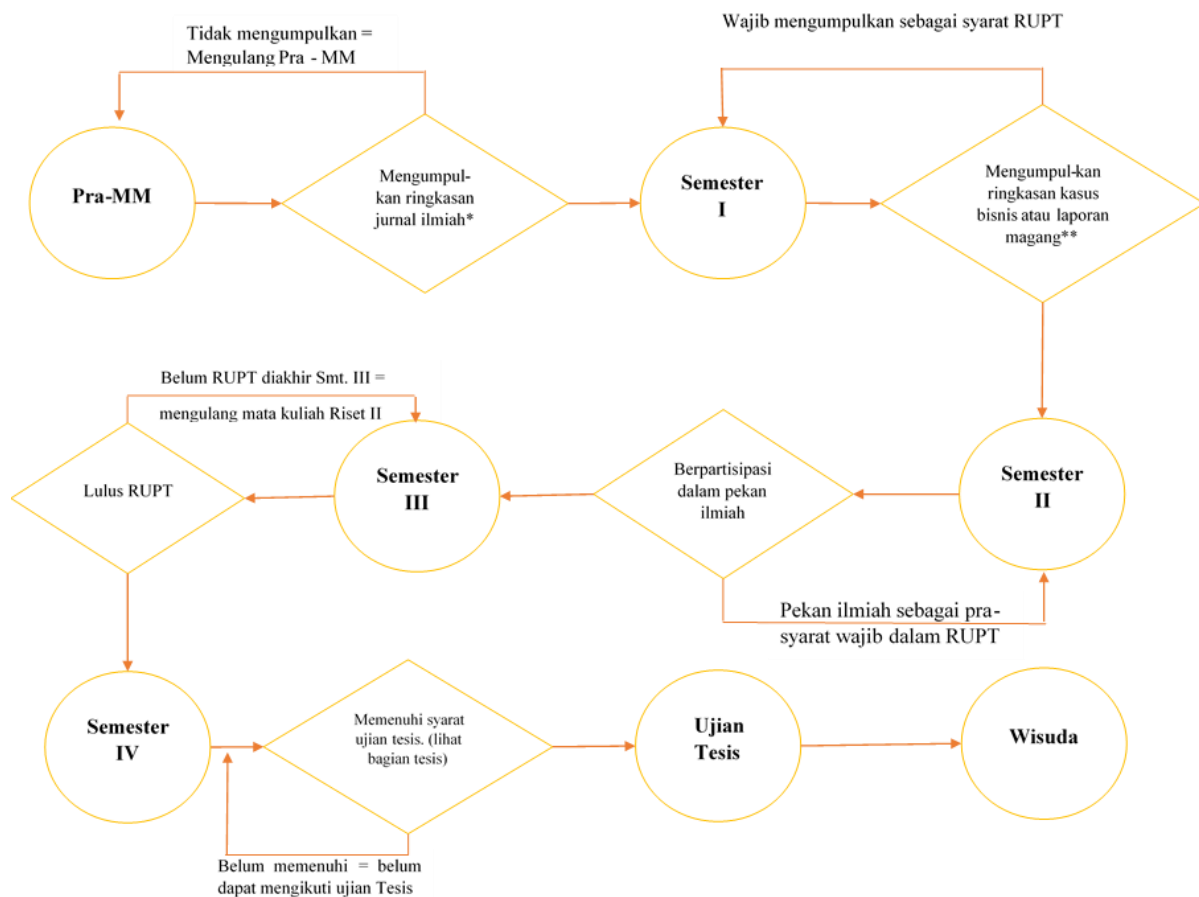 Tidak mengumpulkan =
Mengulang Pra - MM
Wajib mengumpulkan sebagai syarat RUPT
Pra-MM
Mengumpul-
kan ringkasan
jurnal ilmiah*
Semester
I
Mengumpul-kan
ringkasan kasus
bisnis atau laporan
magang**
Belum RUPT diakhir Smt. III =
mengulang mata kuliah Riset II
Lulus RUPT
Semester
III
Berpartisipasi
dalam pekan
ilmiah
Semester
II
Pekan ilmiah sebagai pra-
syarat wajib dalam RUPT
Semester
IV
Memenuhi syarat
ujian tesis. (lihat
bagian tesis)
Ujian
Tesis
Wisuda
Belum memenuhi = belum
dapat mengikuti ujian Tesis